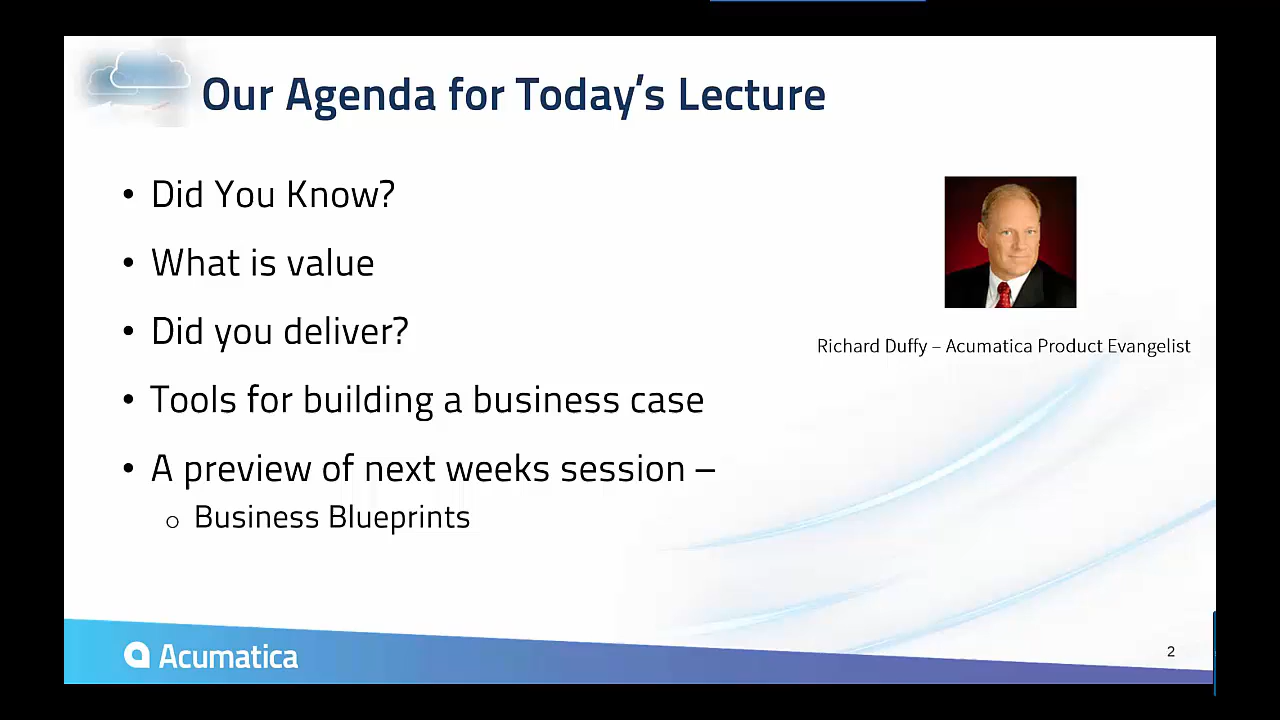 Our Agenda for Today's Lecture
• Did You Know?
• What is value
• Did you deliver?
• Tools for building a business case
• A preview of next weeks session –
o Business Blueprints
Richard Duffy – Acumatica Product Evangelist
Acumatica
2